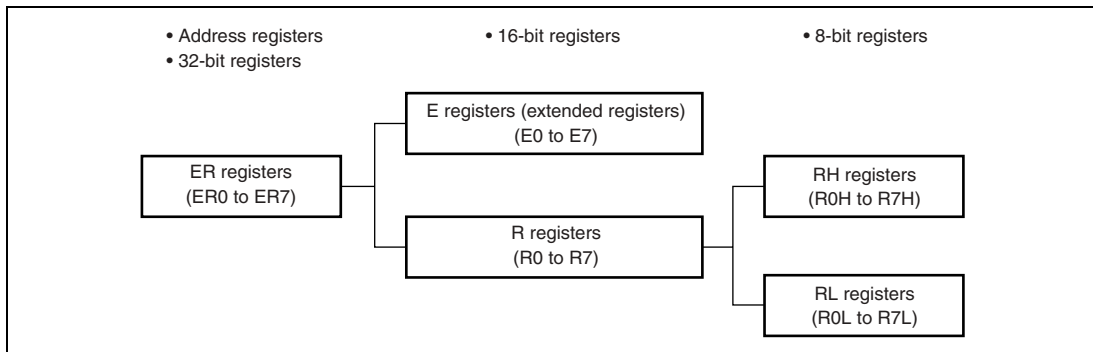 • Address registers
• 32-bit registers
• 16-bit registers
• 8-bit registers
E registers (extended registers)
(E0 to E7)
ER registers
(ER0 to ER7)
RH registers
(R0H to R7H)
R registers
(R0 to R7)
RL registers
(R0L to R7L)